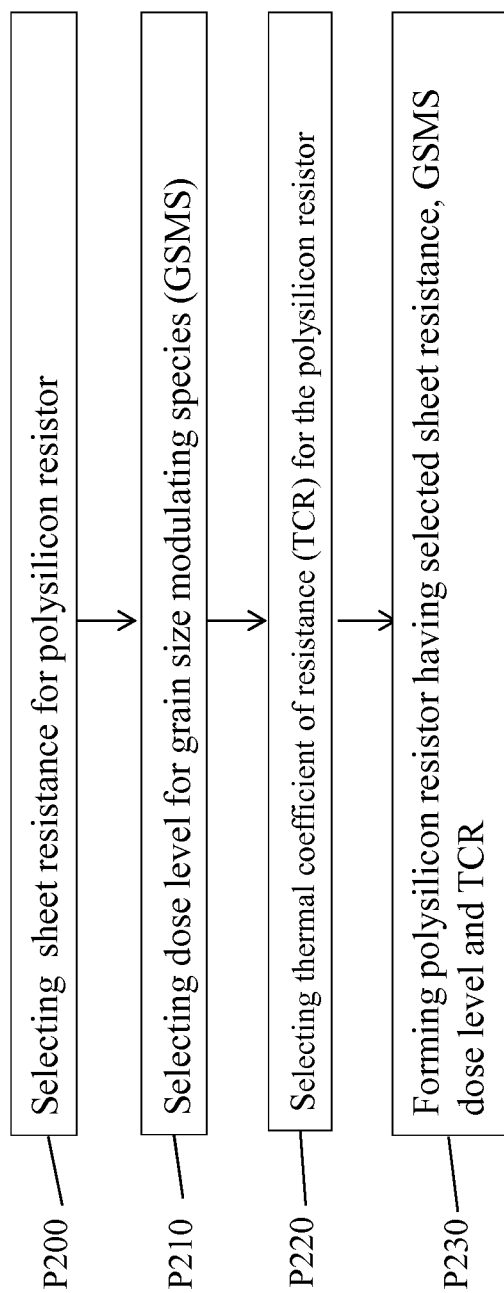 P200
Selecting sheet resistance for polysilicon resistor
P210
Selecting dose level for grain size modulating species (GSMS)
P220
Selecting thermal coefficient of resistance (TCR) for the polysilicon resistor
P230
Forming polysilicon resistor having selected sheet resistance, GSMS
dose level and TCR